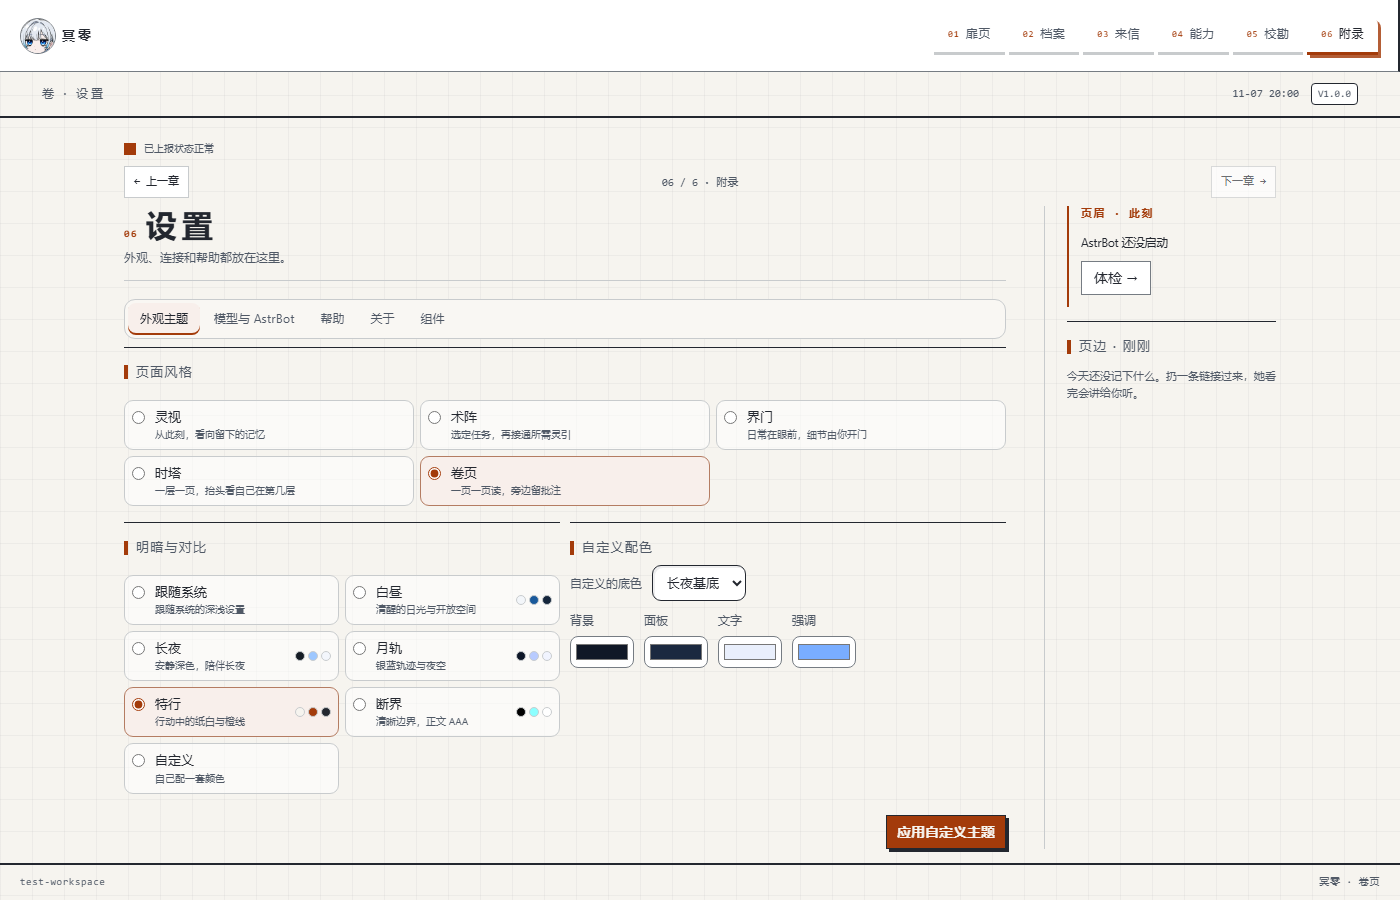 冥零
01 扉页
02 档案
03 来信
04 能力
05 校勘
06 附录
卷 · 设置
11-07 20:00
V1.0.0
已上报状态正常
← 上一章
06 / 6 · 附录
下一章 →
06 设置
外观、连接和帮助都放在这里。
外观主题
模型与 AstrBot
帮助
关于
组件
页面风格
灵视
从此刻，看向留下的记忆
术阵
选定任务，再接通所需灵引
界门
日常在眼前，细节由你开门
时塔
一层一页，抬头看自己在第几层
卷页
一页一页读，旁边留批注
明暗与对比
跟随系统
跟随系统的深浅设置
白昼
清醒的日光与开放空间
长夜
安静深色，陪伴长夜
月轨
银蓝轨迹与夜空
特行
行动中的纸白与橙线
断界
清晰边界，正文 AAA
自定义
自己配一套颜色
自定义配色
自定义的底色
长夜基底
背景
面板
文字
强调
应用自定义主题
页眉 · 此刻
AstrBot 还没启动
体检 →
页边 · 刚刚
今天还没记下什么。扔一条链接过来，她看
完会讲给你听。
test-workspace
冥零 · 卷页